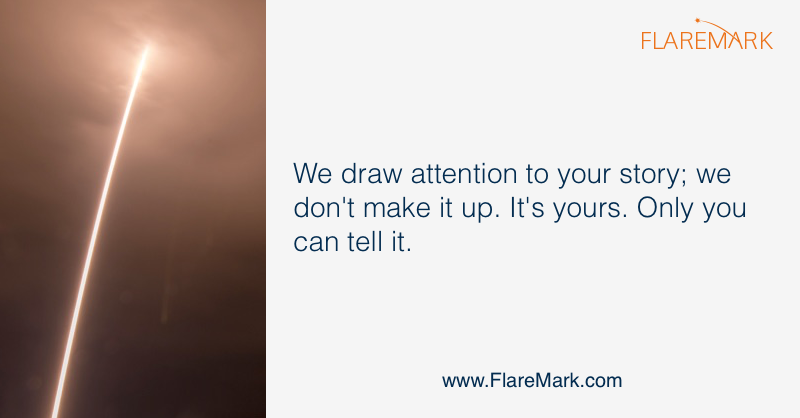 FLAREMARK
We draw attention to your story; we
don't make it up. It's yours. Only you
can tell it.
www.FlareMark.com